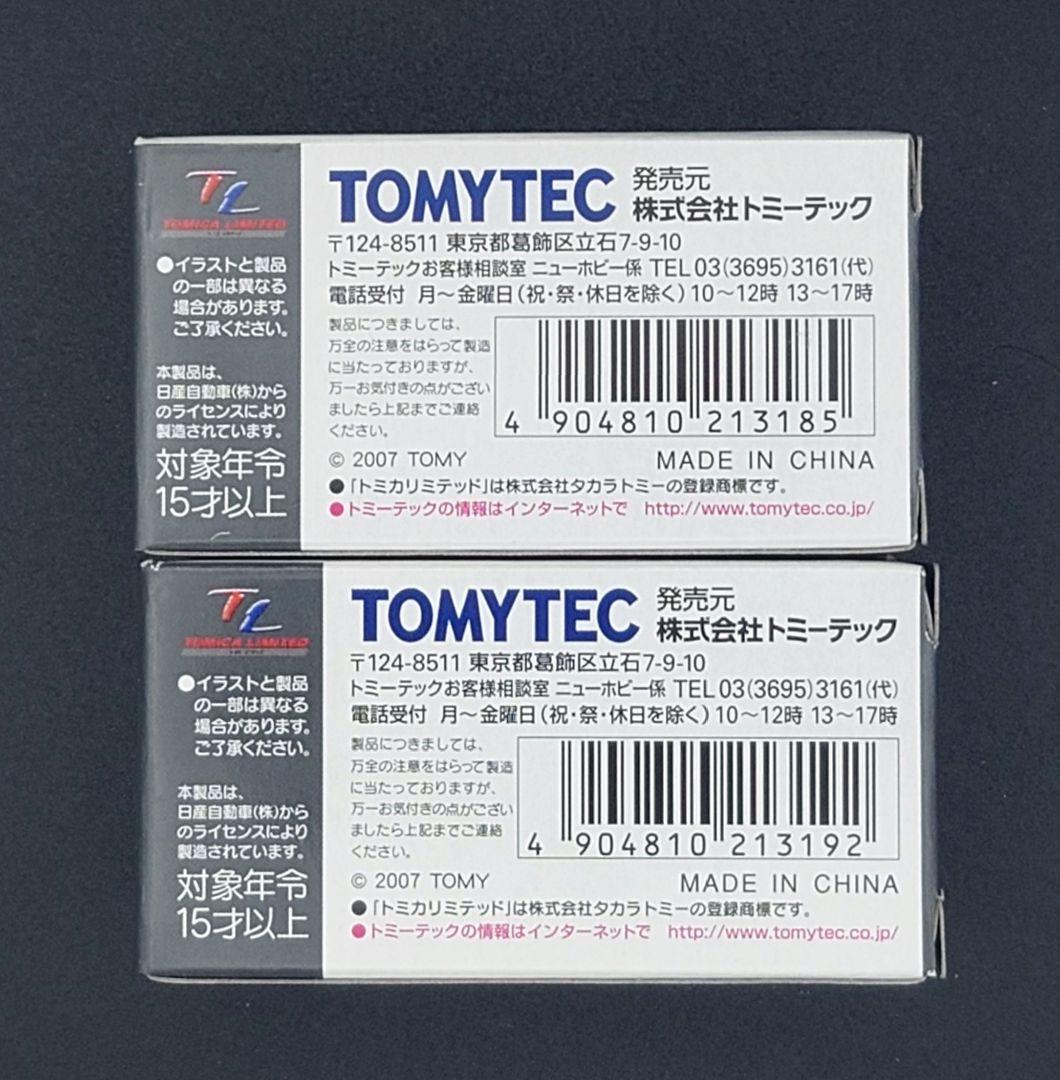 TL
TOMICA LIMITED
●イラストと製品
の一部は異なる
場合があります。
ご了承ください。
本製品は、
日産自動車(株)から
のライセンスにより
製造されています。
対象年令
15才以上
TOMYTEC 発売元
株式会社トミーテック
〒124-8511 東京都葛飾区立石7-9-10
トミーテックお客様相談室 ニューホビー係 TEL 03(3695)3161(代)
電話受付 月〜金曜日(祝・祭・休日を除く) 10〜12時 13〜17時
製品につきましては、
万全の注意をはらって製造
に当たっておりますが、
万一お気付きの点がござい
ましたら上記までご連絡
ください。
4 904810 213185
© 2007 TOMY MADE IN CHINA
●「トミカリミテッド」は株式会社タカラトミーの登録商標です。
●トミーテックの情報はインターネットで http://www.tomytec.co.jp/
TL
TOMICA LIMITED
●イラストと製品
の一部は異なる
場合があります。
ご了承ください。
本製品は、
日産自動車(株)から
のライセンスにより
製造されています。
対象年令
15才以上
TOMYTEC 発売元
株式会社トミーテック
〒124-8511 東京都葛飾区立石7-9-10
トミーテックお客様相談室 ニューホビー係 TEL 03(3695)3161(代)
電話受付 月〜金曜日(祝・祭・休日を除く) 10〜12時 13〜17時
製品につきましては、
万全の注意をはらって製造
に当たっておりますが、
万一お気付きの点がござい
ましたら上記までご連絡
ください。
4 904810 213192
© 2007 TOMY MADE IN CHINA
●「トミカリミテッド」は株式会社タカラトミーの登録商標です。
●トミーテックの情報はインターネットで http://www.tomytec.co.jp/